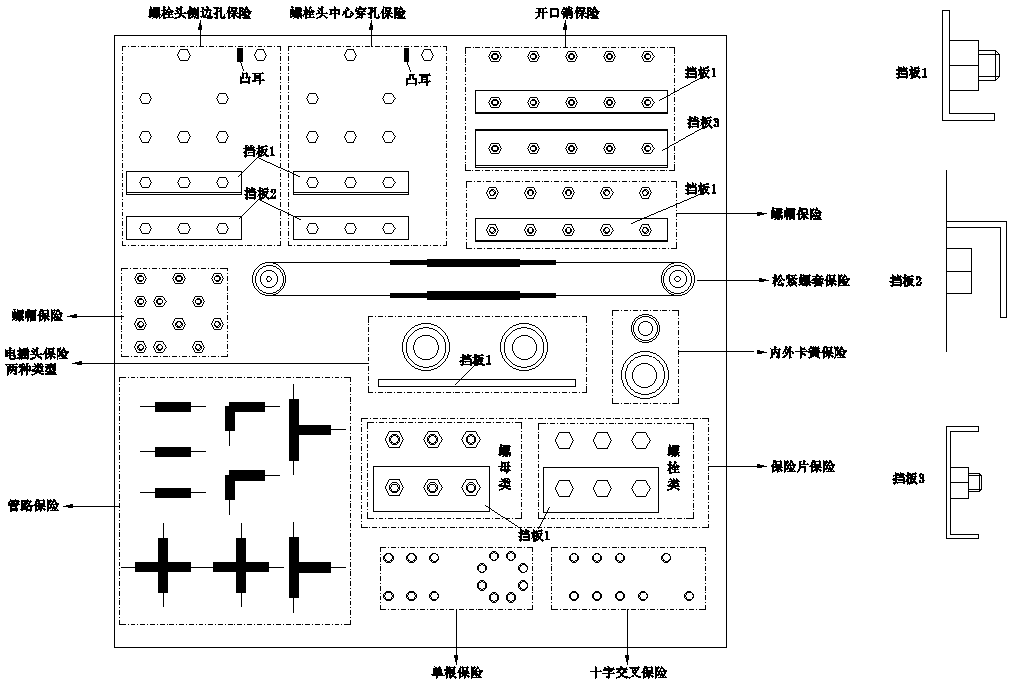 螺栓头侧边孔保险
螺栓头中心穿孔保险
开口销保险
凸耳
凸耳
挡板1
挡板1
挡板3
挡板1
挡板2
挡板1
螺帽保险
松紧螺套保险
螺帽保险
电插头保险
两种类型
挡板1
内外卡簧保险
管路保险
螺母类
螺栓类
保险片保险
挡板1
单根保险
十字交叉保险
挡板1
挡板2
挡板3